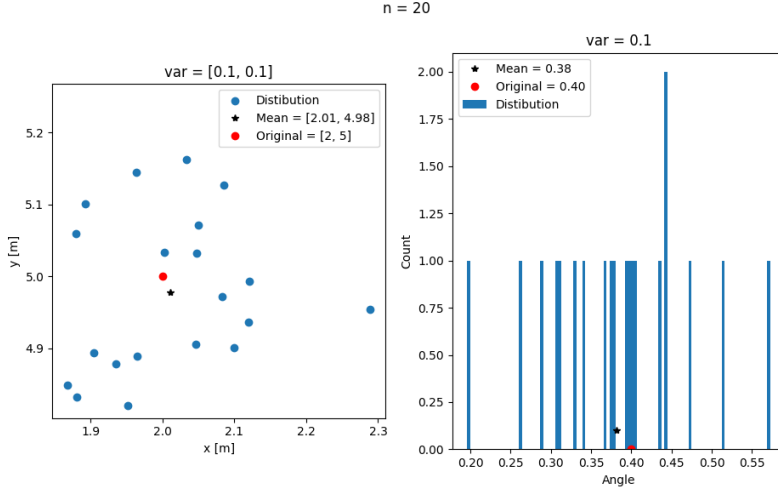 n = 20
var = [0.1, 0.1]
Distibution
Mean = [2.01, 4.98]
Original = [2, 5]
y [m]
5.2
5.1
5.0
4.9
1.9
2.0
2.1
2.2
2.3
x [m]
var = 0.1
Mean = 0.38
Original = 0.40
Distibution
Count
2.00
1.75
1.50
1.25
1.00
0.75
0.50
0.25
0.00
0.20
0.25
0.30
0.35
0.40
0.45
0.50
0.55
Angle